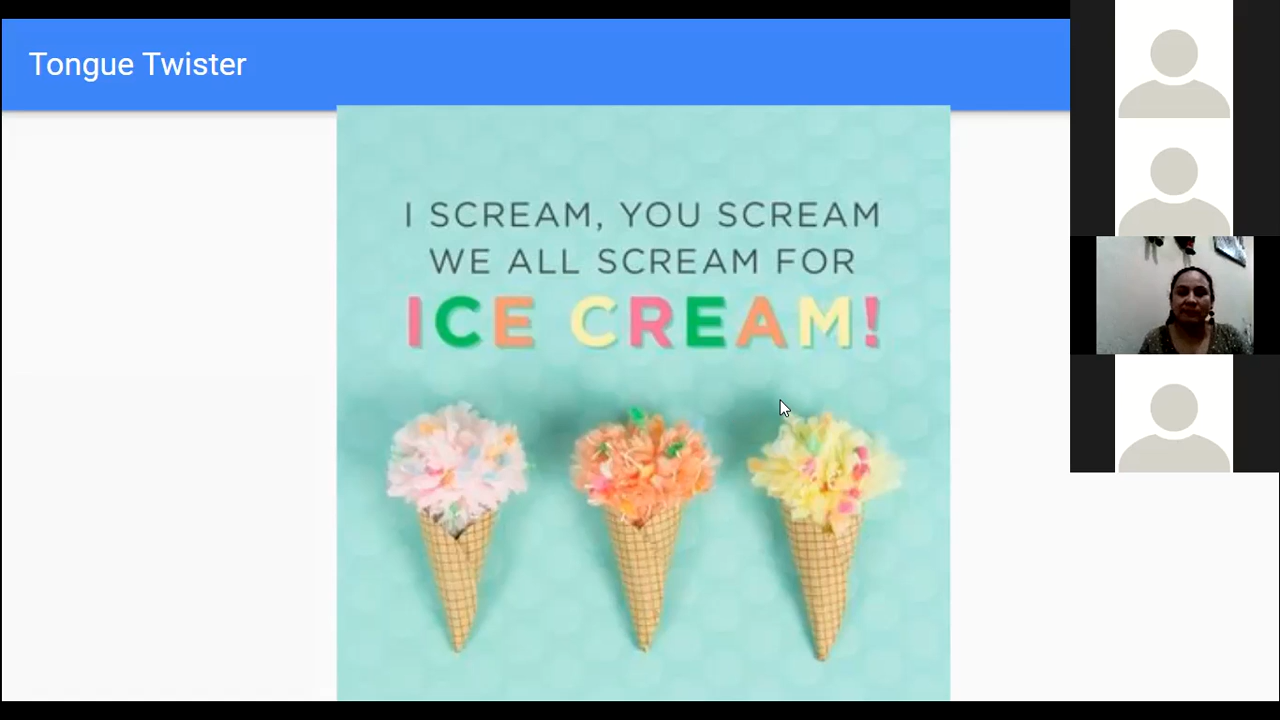 Tongue Twister
I SCREAM, YOU SCREAM
WE ALL SCREAM FOR
ICE CREAM!